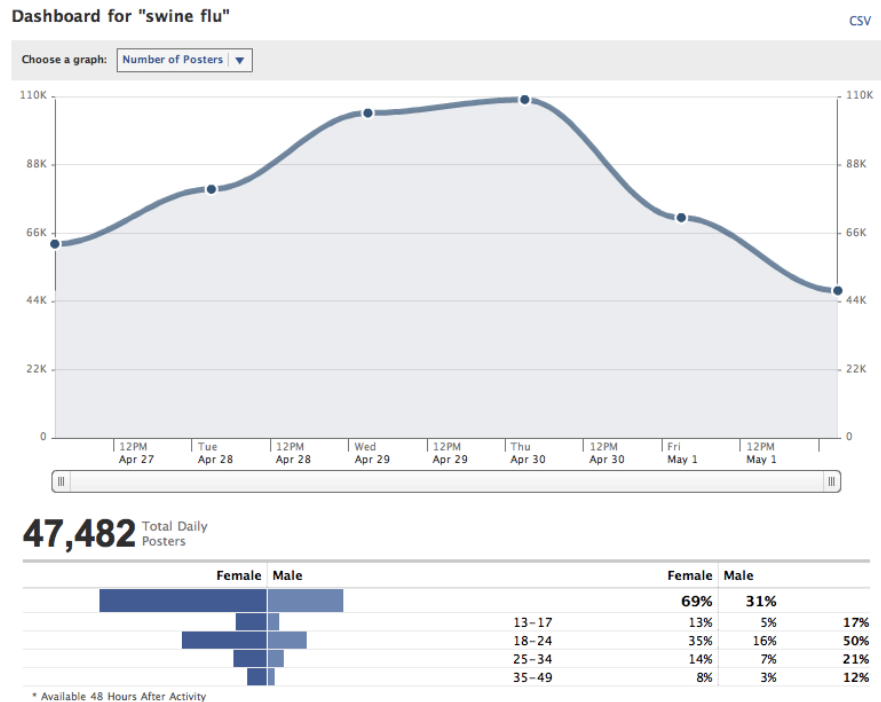 Dashboard for "swine flu"
CSV
Choose a graph: Number of Posters
110K 110K
88K 88K
66K 66K
44K 44K
22K 22K
0 0
12PM Tue 12PM Wed 12PM Thu 12PM Fri 12PM
Apr 27 Apr 28 Apr 28 Apr 29 Apr 29 Apr 30 Apr 30 May 1 May 1
47,482 Total Daily
Posters
Female Male Female Male
69% 31%
13-17 13% 5% 17%
18-24 35% 16% 50%
25-34 14% 7% 21%
35-49 8% 3% 12%
* Available 48 Hours After Activity